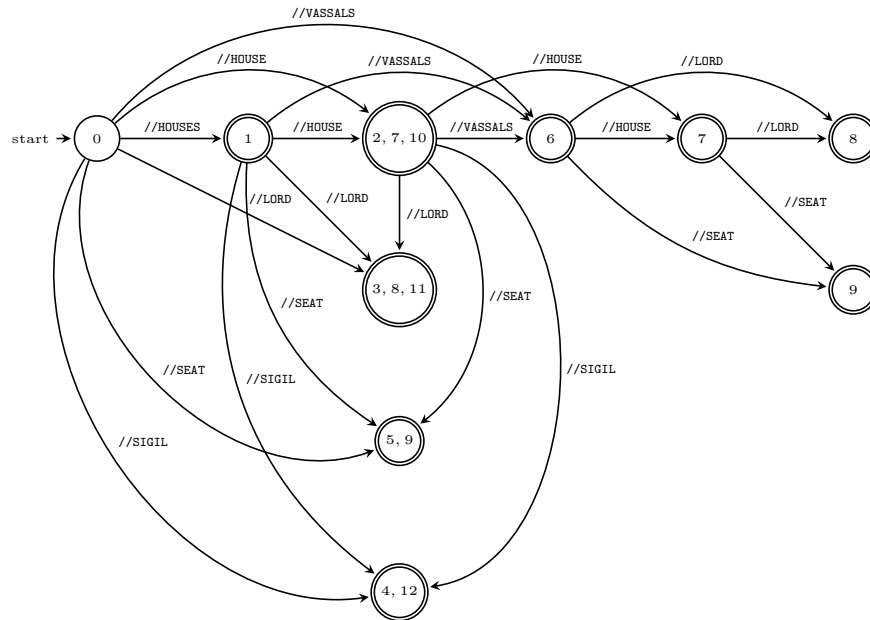 //VASSALS
//HOUSE //VASSALS //HOUSE //LORD
start 0 //HOUSES 1 //HOUSE 2, 7, 10 //VASSALS 6 //HOUSE 7 //LORD 8
//LORD //LORD //LORD //SEAT
//SEAT
3, 8, 11 //SEAT //SEAT 9
//SEAT //SIGIL //SIGIL
//SIGIL 5, 9
4, 12